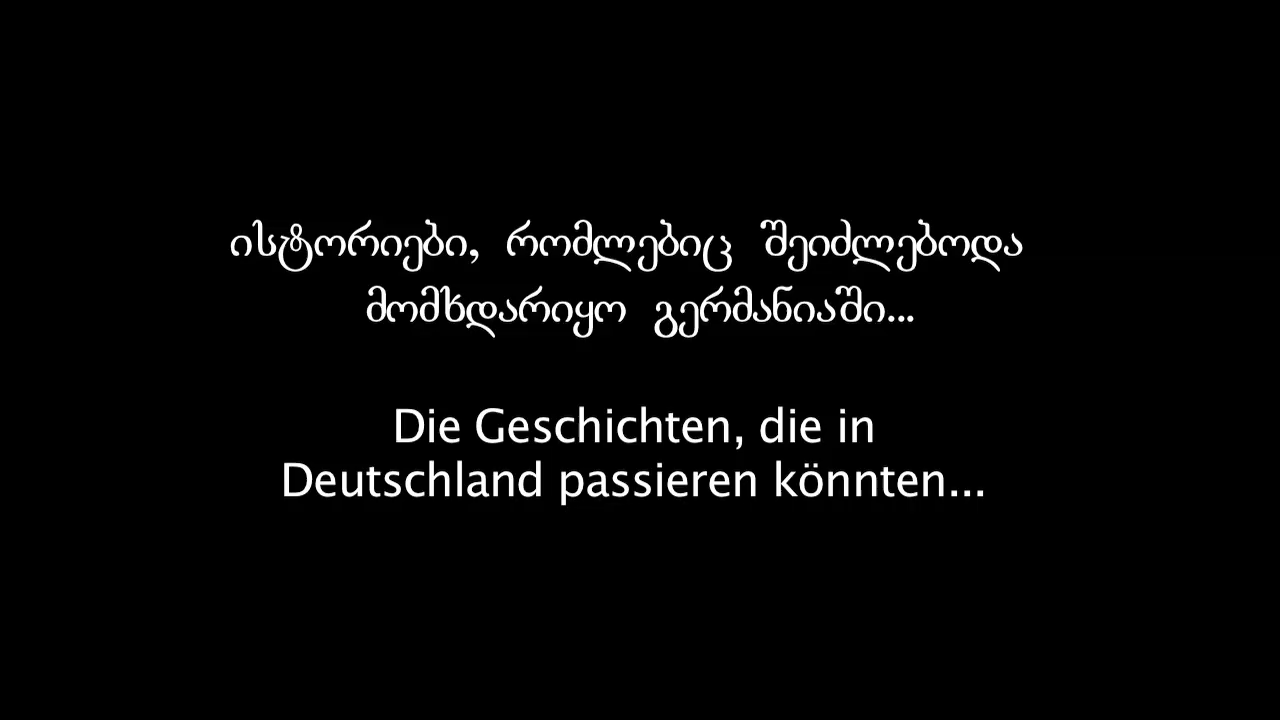 ისტორიები, რომლებიც შეიძლებოდა
მომხდარიყო გერმანიაში...
Die Geschichten, die in
Deutschland passieren könnten...